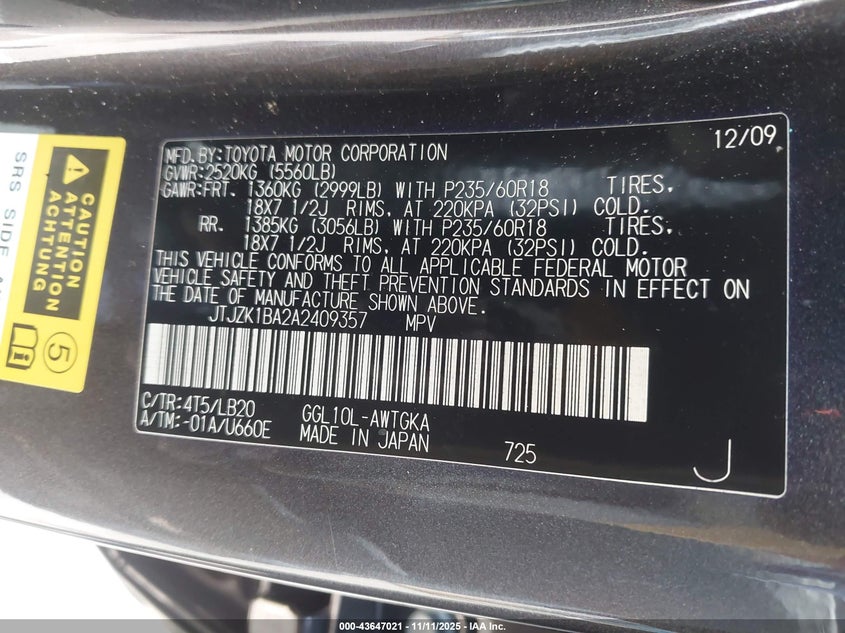 12/09
MFD. BY: TOYOTA MOTOR CORPORATION
GVWR: 2520KG (5560LB)
GAWR: FRT. 1360KG (2999LB) WITH P235/60R18 TIRES,
18X7 1/2J RIMS, AT 220KPA (32PSI) COLD.
RR. 1385KG (3056LB) WITH P235/60R18 TIRES,
18X7 1/2J RIMS, AT 220KPA (32PSI) COLD.
THIS VEHICLE CONFORMS TO ALL APPLICABLE FEDERAL MOTOR
VEHICLE SAFETY AND THEFT PREVENTION STANDARDS IN EFFECT ON
THE DATE OF MANUFACTURE SHOWN ABOVE.
JTJZK1BA2A2409357 MPV
C/TR: 4T5/LB20
A/TM: -01A/U660E
GGL10L-AWTGKA
MADE IN JAPAN
725
J
CAUTION
ATTENTION
ACHTUNG
5
SRS SIDE
000-43647021 - 11/11/2025 - IAA, Inc.